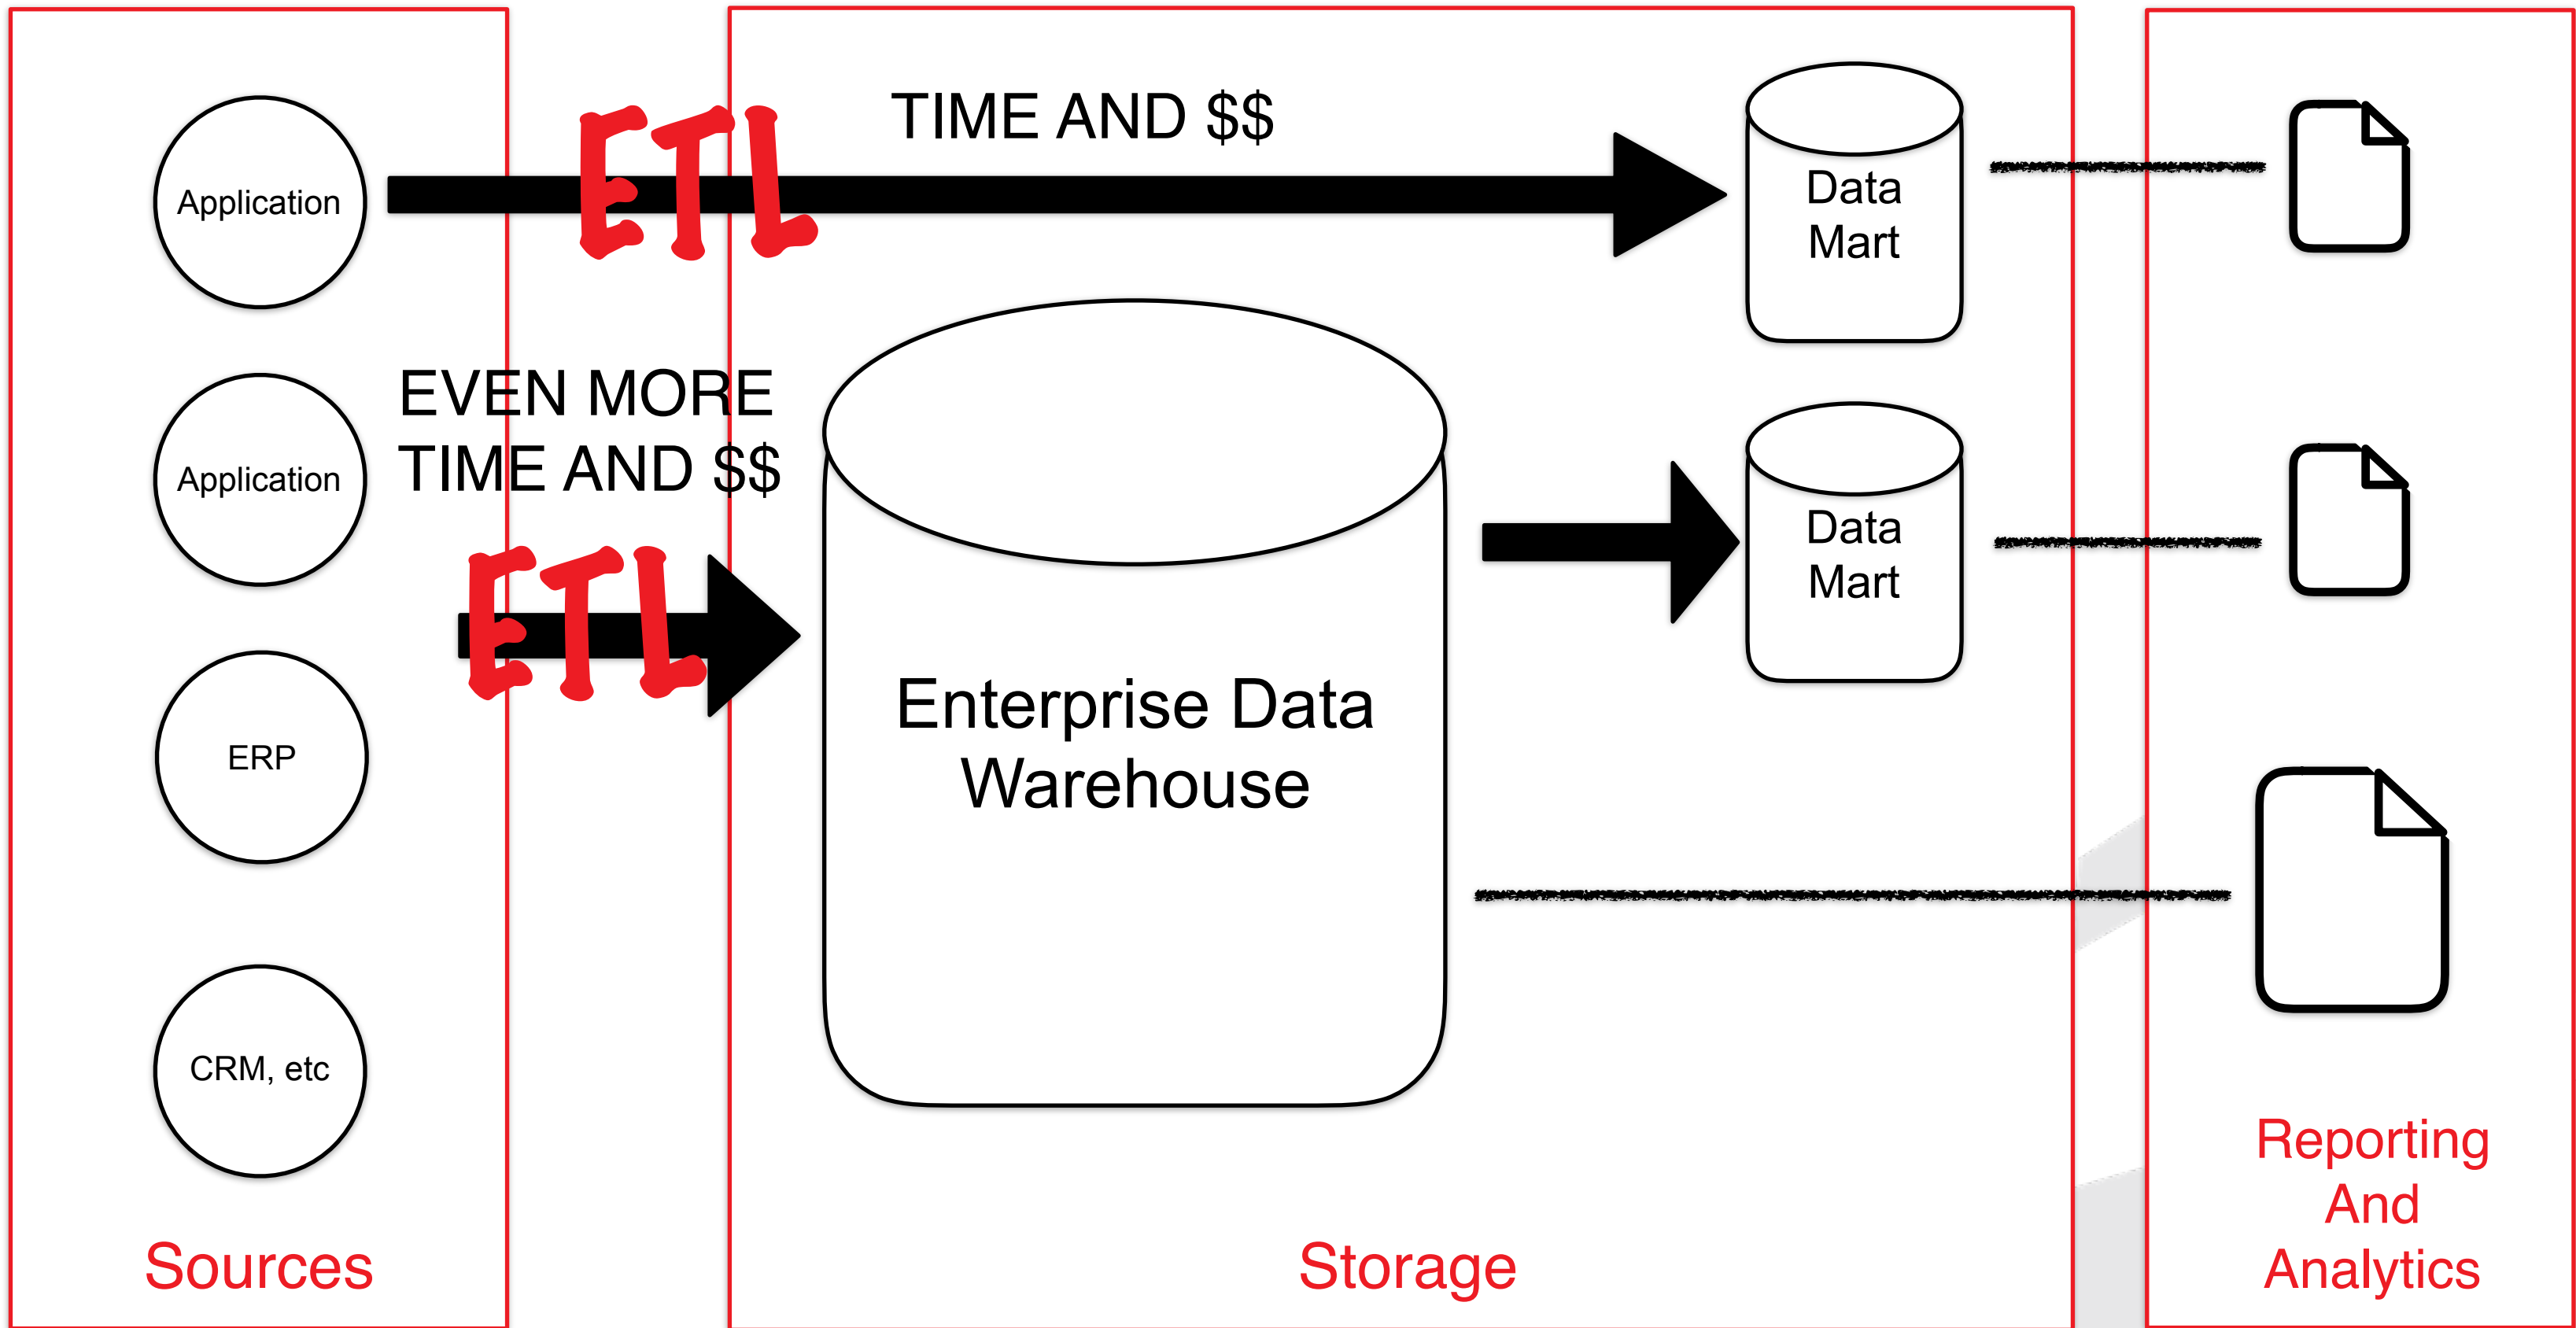 TIME AND $$
ETL
Application
Data
Mart
EVEN MORE
TIME AND $$
Application
ETL
Data
Mart
Enterprise Data
Warehouse
ERP
CRM, etc
Sources
Storage
Reporting
And
Analytics